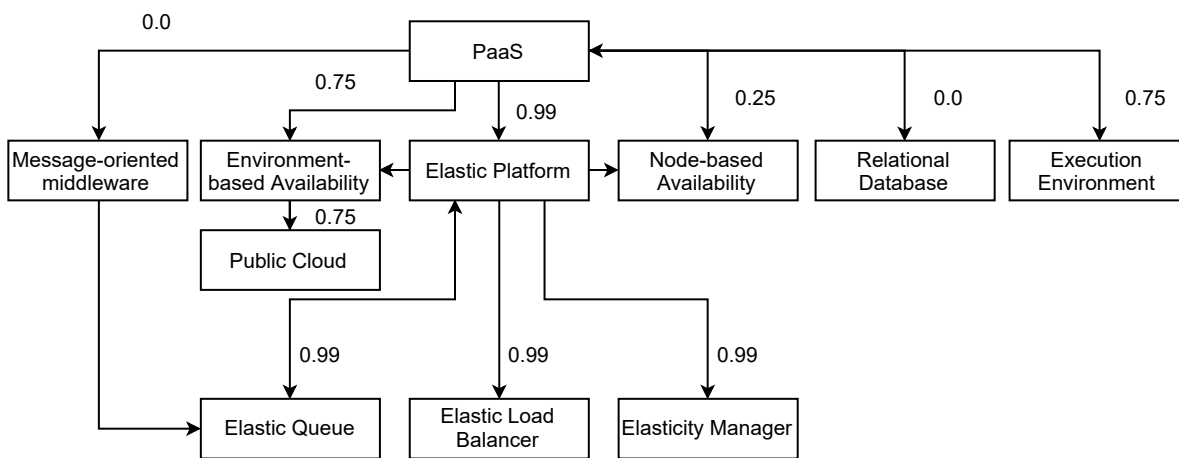 0.0
PaaS
0.75
0.99
0.25
0.0
0.75
Message-oriented
middleware
Environment-
based Availability
Elastic Platform
Node-based
Availability
Relational
Database
Execution
Environment
0.75
Public Cloud
0.99
0.99
0.99
Elastic Queue
Elastic Load
Balancer
Elasticity Manager